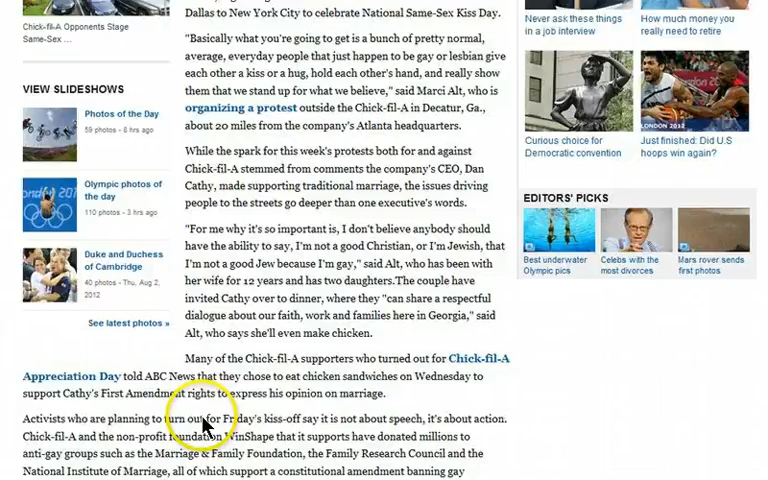 Chick-fil-A Opponents Stage
Same-Sex ...
VIEW SLIDESHOWS
Photos of the Day
59 photos - 8 hrs ago
Olympic photos of
the day
110 photos - 3 hrs ago
Duke and Duchess
of Cambridge
40 photos - Thu, Aug 2,
2012
See latest photos »
Dallas to New York City to celebrate National Same-Sex Kiss Day.
"Basically what you're going to get is a bunch of pretty normal,
average, everyday people that just happen to be gay or lesbian give
each other a kiss or a hug, hold each other's hand, and really show
them that we stand up for what we believe," said Marci Alt, who is
organizing a protest outside the Chick-fil-A in Decatur, Ga.,
about 20 miles from the company's Atlanta headquarters.
While the spark for this week's protests both for and against
Chick-fil-A stemmed from comments the company's CEO, Dan
Cathy, made supporting traditional marriage, the issues driving
people to the streets go deeper than one executive's words.
"For me why it's so important is, I don't believe anybody should
have the ability to say, I'm not a good Christian, or I'm Jewish, that
I'm not a good Jew because I'm gay," said Alt, who has been with
her wife for 12 years and has two daughters.The couple have
invited Cathy over to dinner, where they "can share a respectful
dialogue about our faith, work and families here in Georgia," said
Alt, who says she'll even make chicken.
Many of the Chick-fil-A supporters who turned out for Chick-fil-A
Appreciation Day told ABC News that they chose to eat chicken sandwiches on Wednesday to
support Cathy's First Amendment rights to express his opinion on marriage.
Activists who are planning to turn out for Friday's kiss-off say it is not about speech, it's about action.
Chick-fil-A and the non-profit foundation WinShape that it supports have donated millions to
anti-gay groups such as the Marriage & Family Foundation, the Family Research Council and the
National Institute of Marriage, all of which support a constitutional amendment banning gay
Never ask these things
in a job interview
How much money you
really need to retire
LONDON 2012
Curious choice for
Democratic convention
Just finished: Did U.S
hoops win again?
EDITORS' PICKS
Best underwater
Olympic pics
Celebs with the
most divorces
Mars rover sends
first photos